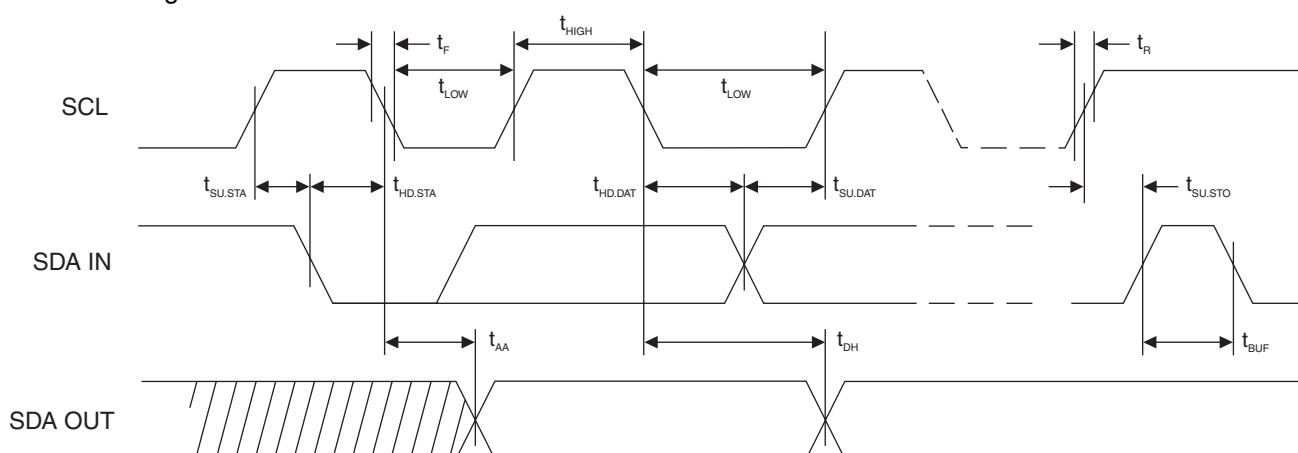 t_HIGH
t_F
t_R
t_LOW
t_LOW
SCL
t_SU.STA
t_HD.STA
t_HD.DAT
t_SU.DAT
t_SU.STO
SDA IN
t_AA
t_DH
t_BUF
SDA OUT